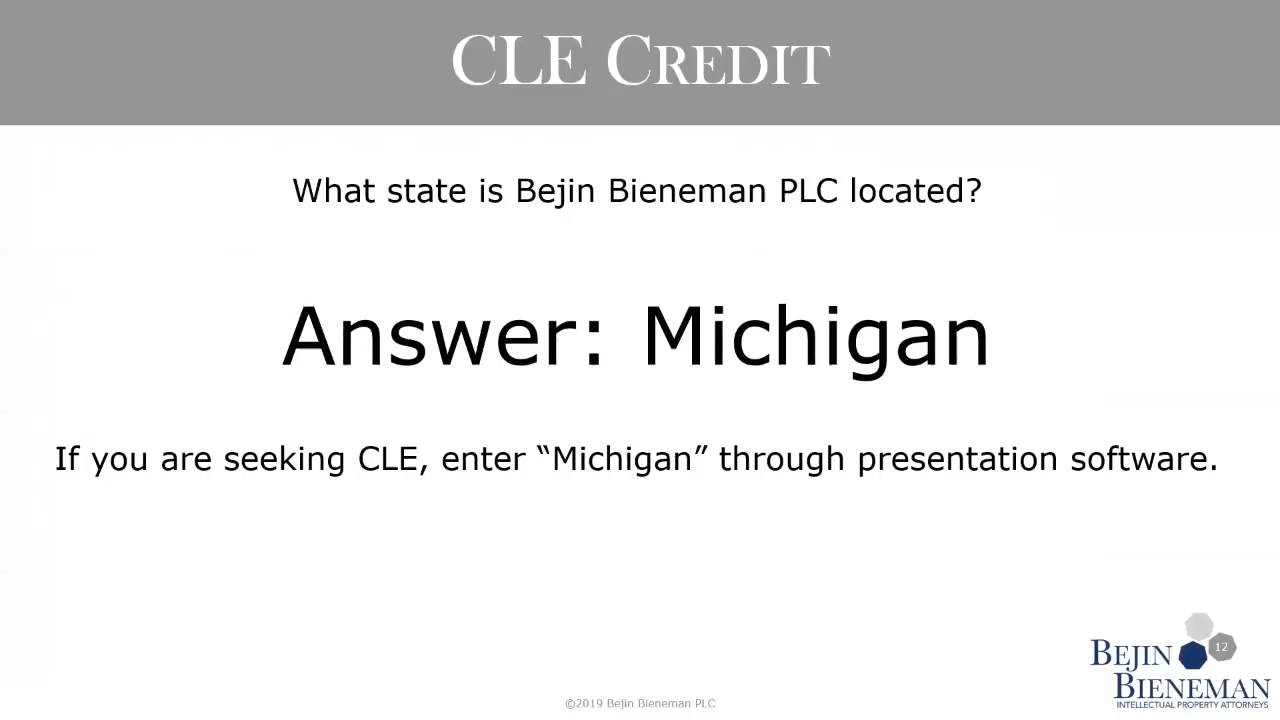 CLE CREDIT
What state is Bejin Bieneman PLC located?
Answer: Michigan
If you are seeking CLE, enter “Michigan” through presentation software.
12
BEJIN
BIENEMAN
INTELLECTUAL PROPERTY ATTORNEYS
©2019 Bejin Bieneman PLC